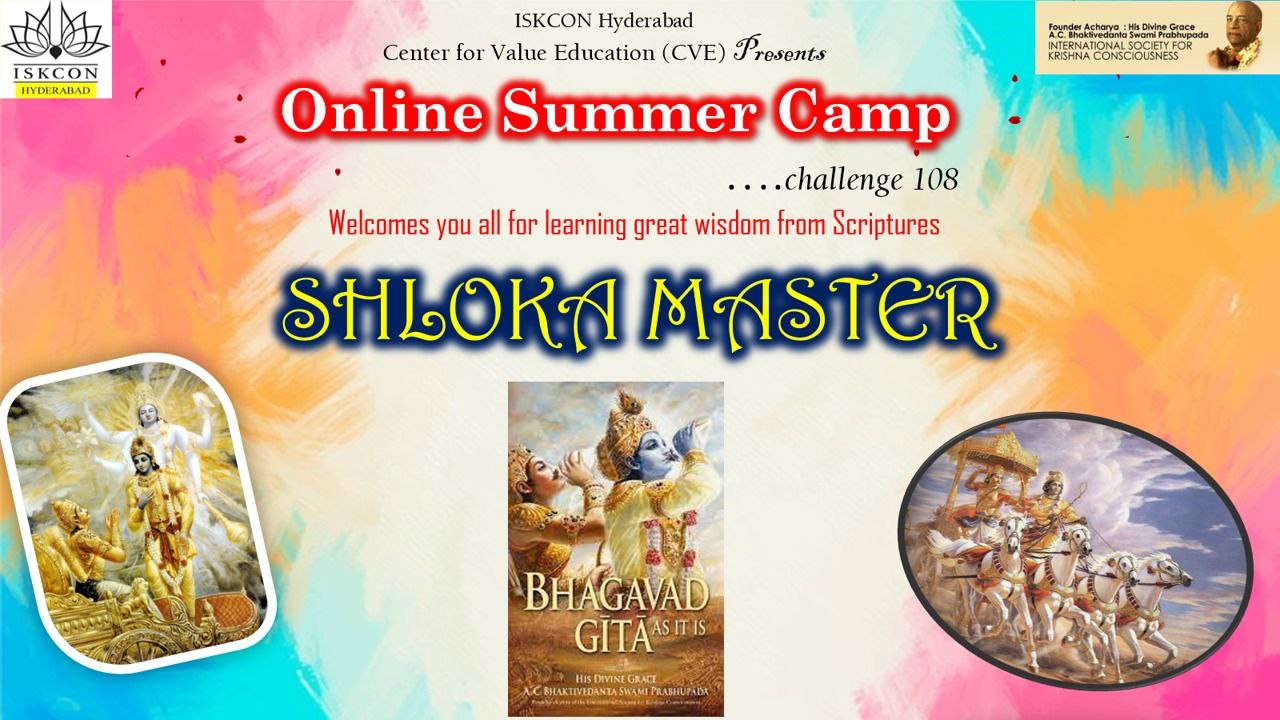 ISKCON
HYDERABAD
ISKCON Hyderabad
Center for Value Education (CVE) Presents
Founder Acharya : His Divine Grace
A.C. Bhaktivedanta Swami Prabhupada
INTERNATIONAL SOCIETY FOR
KRISHNA CONSCIOUSNESS
Online Summer Camp
....challenge 108
Welcomes you all for learning great wisdom from Scriptures
SHLOKA MASTER
BHAGAVAD
GĪTĀ AS IT IS
HIS DIVINE GRACE
A.C. BHAKTIVEDANTA SWAMI PRABHUPĀDA